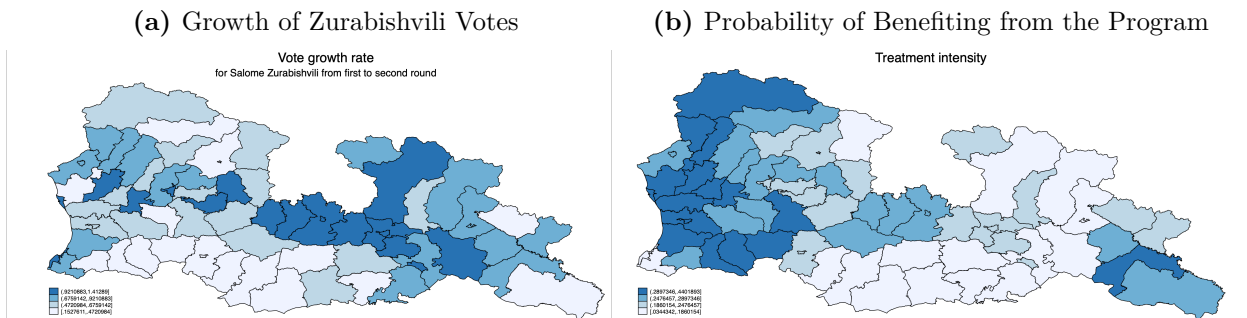 (a) Growth of Zurabishvili Votes
Vote growth rate
for Salome Zurabishvili from first to second round
(.9210883,1.41289]
(.6759142,.9210883]
(.4720984,.6759142]
[.1527611,.4720984]
(b) Probability of Benefiting from the Program
Treatment intensity
(.2897346,.4401893]
(.2476457,.2897346]
(.1860154,.2476457]
[.0344342,.1860154]